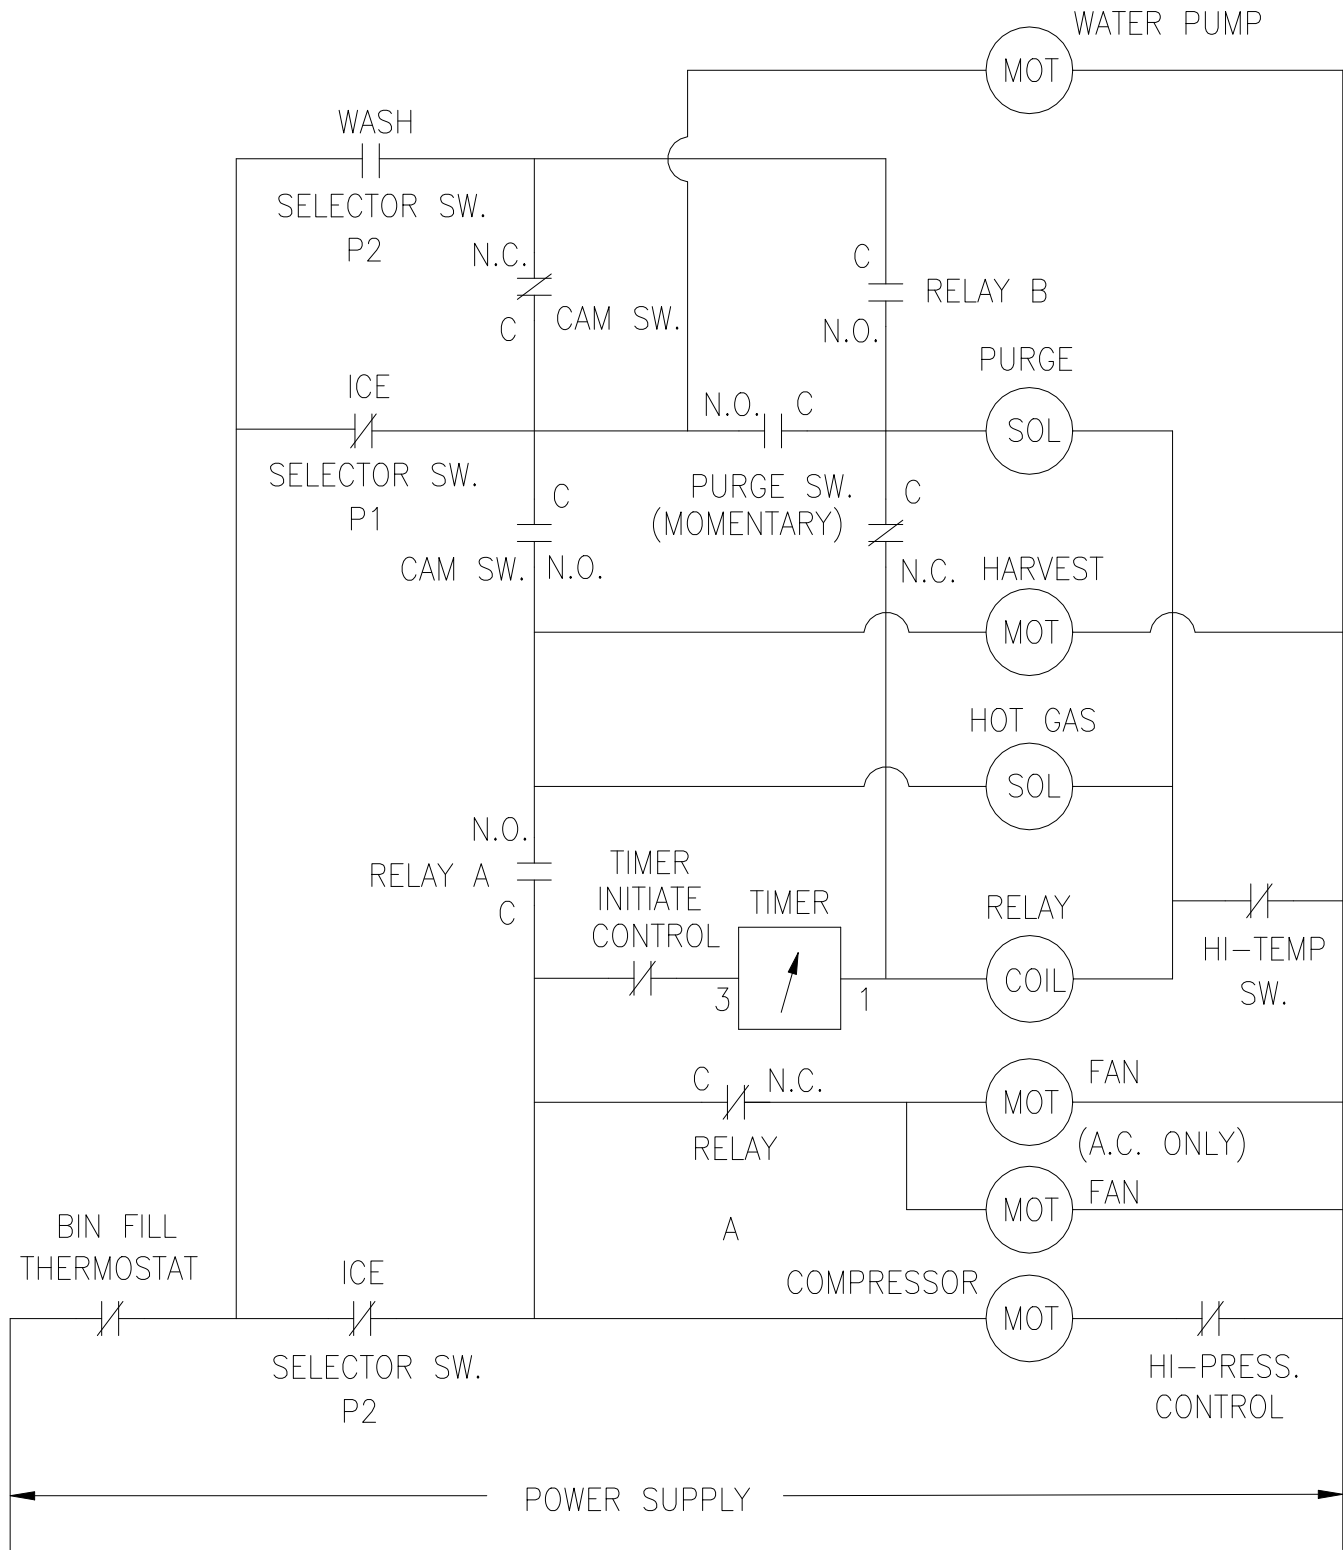 WATER PUMP
MOT
WASH
SELECTOR SW.
P2
N.C.
C
CAM SW.
C
RELAY B
N.O.
PURGE
SOL
ICE
SELECTOR SW.
P1
N.O. C
PURGE SW.
(MOMENTARY)
C
N.C.
C
CAM SW. N.O.
HARVEST
MOT
HOT GAS
SOL
N.O.
RELAY A
C
TIMER
INITIATE
CONTROL
TIMER
3
1
RELAY
COIL
HI-TEMP
SW.
C N.C.
RELAY
A
FAN
MOT
(A.C. ONLY)
FAN
MOT
BIN FILL
THERMOSTAT
ICE
SELECTOR SW.
P2
COMPRESSOR
MOT
HI-PRESS.
CONTROL
POWER SUPPLY